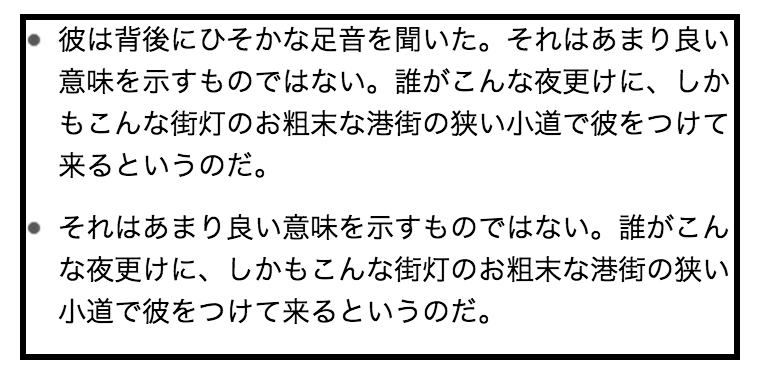 • 彼は背後にひそかな足音を聞いた。それはあまり良い
意味を示すものではない。誰がこんな夜更けに、しか
もこんな街灯のお粗末な港街の狭い小道で彼をつけて
来るというのだ。
• それはあまり良い意味を示すものではない。誰がこん
な夜更けに、しかもこんな街灯のお粗末な港街の狭い
小道で彼をつけて来るというのだ。